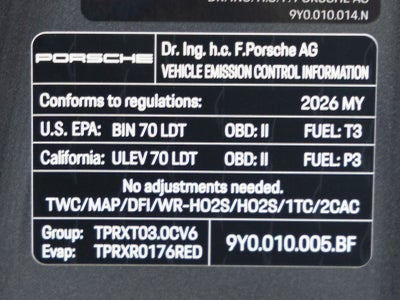 9Y0.010.014.N
PORSCHE
Dr. Ing. h.c. F.Porsche AG
VEHICLE EMISSION CONTROL INFORMATION
Conforms to regulations: 2026 MY
U.S. EPA: BIN 70 LDT OBD: II FUEL: T3
California: ULEV 70 LDT OBD: II FUEL: P3
No adjustments needed.
TWC/MAP/DFI/WR-HO2S/HO2S/1TC/2CAC
Group: TPRXT03.0CV6
Evap: TPRXR0176RED
9Y0.010.005.BF